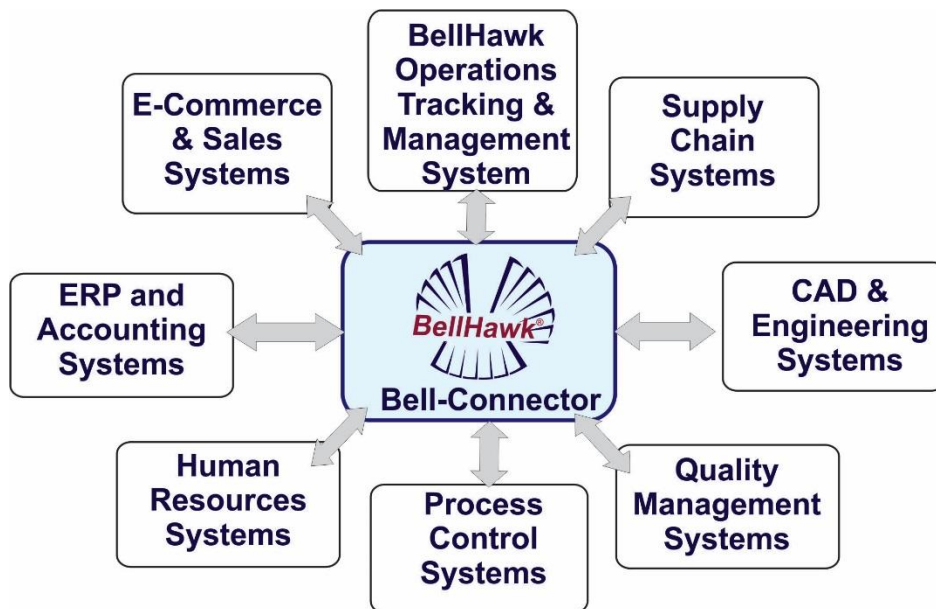 BellHawk
Operations
Tracking &
Management
System
E-Commerce
& Sales
Systems
Supply
Chain
Systems
ERP and
Accounting
Systems
BellHawk®
Bell-Connector
CAD &
Engineering
Systems
Human
Resources
Systems
Process
Control
Systems
Quality
Management
Systems